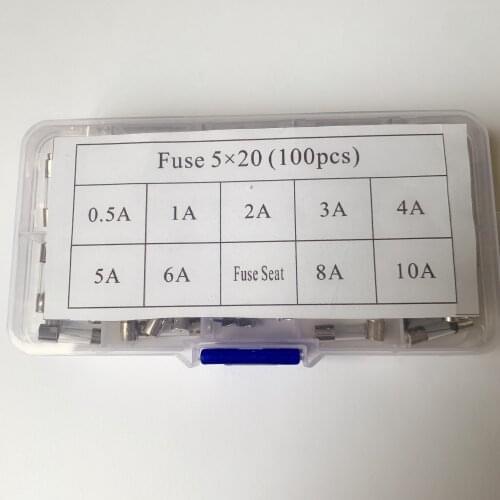 Fuse 5×20 (100pcs)
0.5A 1A 2A 3A 4A
5A 6A Fuse Seat 8A 10A